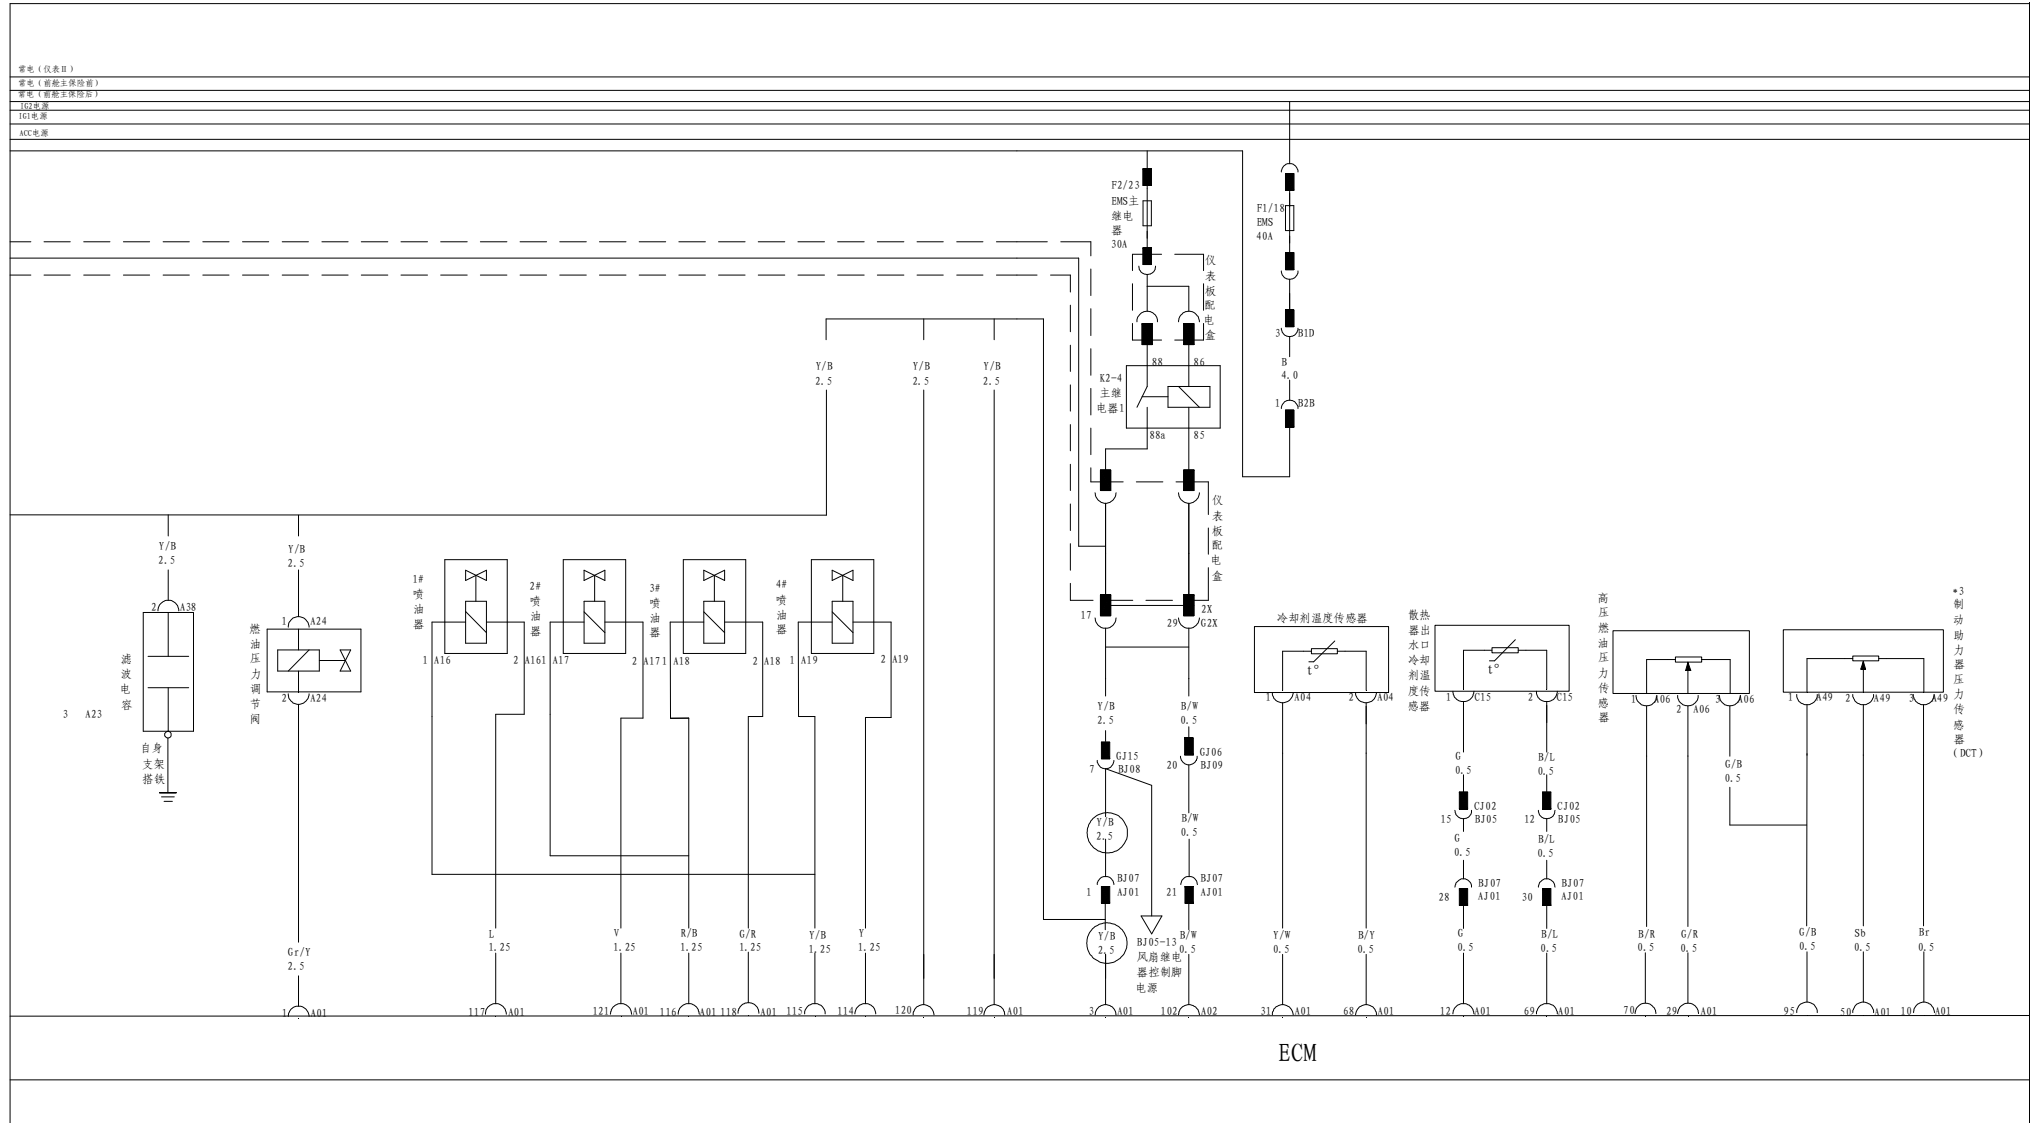 常电（仪表Ⅱ）
常电（前舱主保险前）
常电（前舱主保险后）
IG2电源
IG1电源
ACC电源
F2/23
EMS主
继电
器
30A
F1/18
EMS
40A
仪表板配电盒
3 B1D
B
4.0
1 B2B
88 86
K2-4
主继
电器1
88a 85
Y/B
2.5
Y/B
2.5
Y/B
2.5
仪表板配电盒
17
2X
29 G2X
Y/B
2.5
2 A38
滤波电容
3 A23
自身
支架
搭铁
Y/B
2.5
1 A24
燃油压力调节阀
2 A24
Gr/Y
2.5
1 A01
1#喷油器
1 A16
2 A16
2#喷油器
1 A17
2 A17
3#喷油器
1 A18
2 A18
4#喷油器
1 A19
2 A19
L
1.25
V
1.25
R/B
1.25
G/R
1.25
Y/B
1.25
Y
1.25
117 A01
121 A01
116 A01
118 A01
115
114
120
119 A01
Y/B
2.5
B/W
0.5
GJ15
7 BJ08
GJ06
20 BJ09
Y/B
2.5
B/W
0.5
BJ07
1 AJ01
BJ07
21 AJ01
Y/B
2.5
BJ05-13
风扇继电
器控制脚
电源
B/W
0.5
3 A01
102 A02
冷却剂温度传感器
t°
1 A04
2 A04
Y/W
0.5
B/Y
0.5
31 A01
68 A01
散热器出水口冷却剂温度传感器
t°
1 C15
2 C15
G
0.5
B/L
0.5
CJ02
15 BJ05
CJ02
12 BJ05
G
0.5
B/L
0.5
BJ07
28 AJ01
BJ07
30 AJ01
G
0.5
B/L
0.5
12 A01
69 A01
高压燃油压力传感器
1 A06
2 A06
3 A06
G/B
0.5
B/R
0.5
G/R
0.5
70
29 A01
*3
制动助力器压力传感器
(DCT)
1 A49
2 A49
3 A49
G/B
0.5
Sb
0.5
Br
0.5
95
50 A01
10 A01
ECM